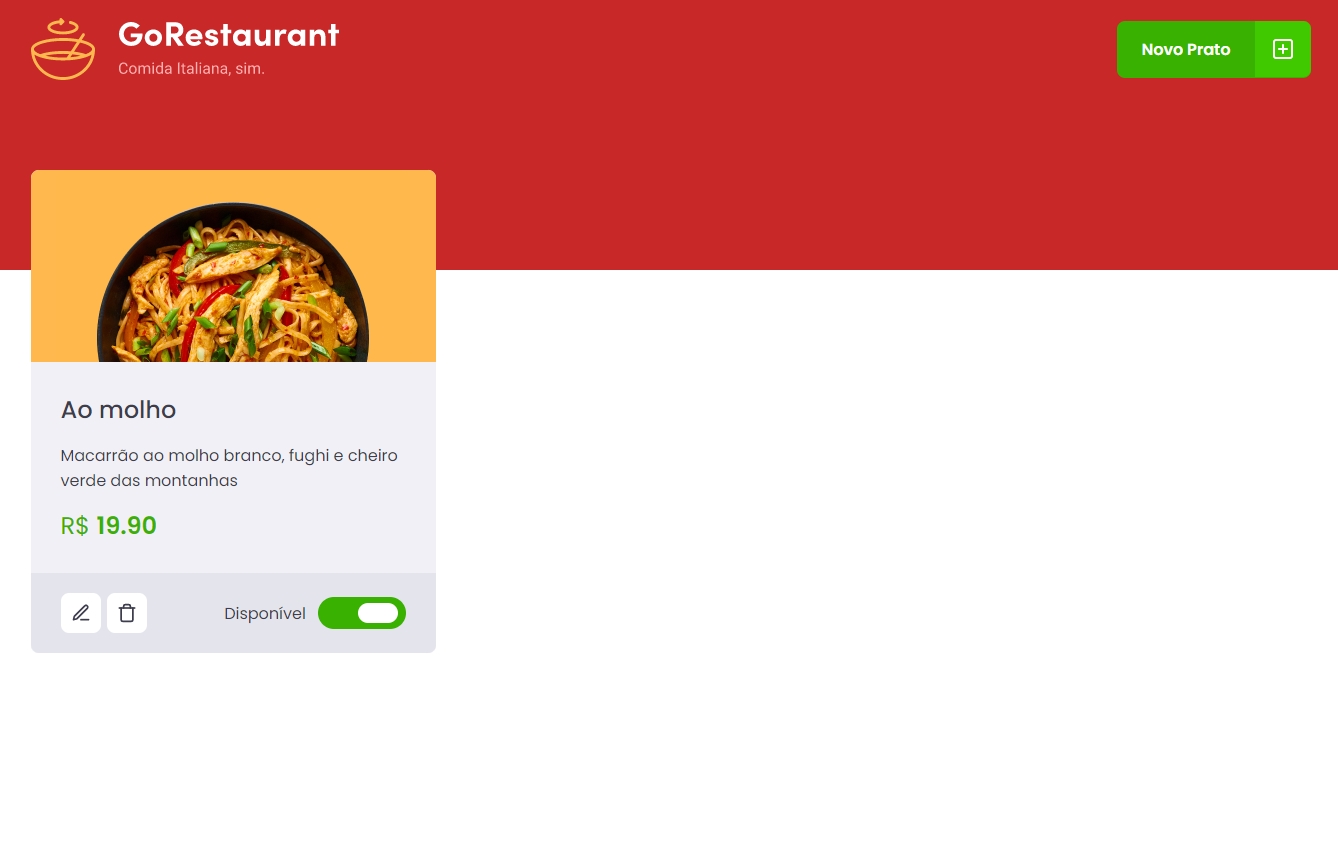 GoRestaurant
Comida Italiana, sim.
Novo Prato
Ao molho
Macarrão ao molho branco, fughi e cheiro
verde das montanhas
R$ 19.90
Disponível